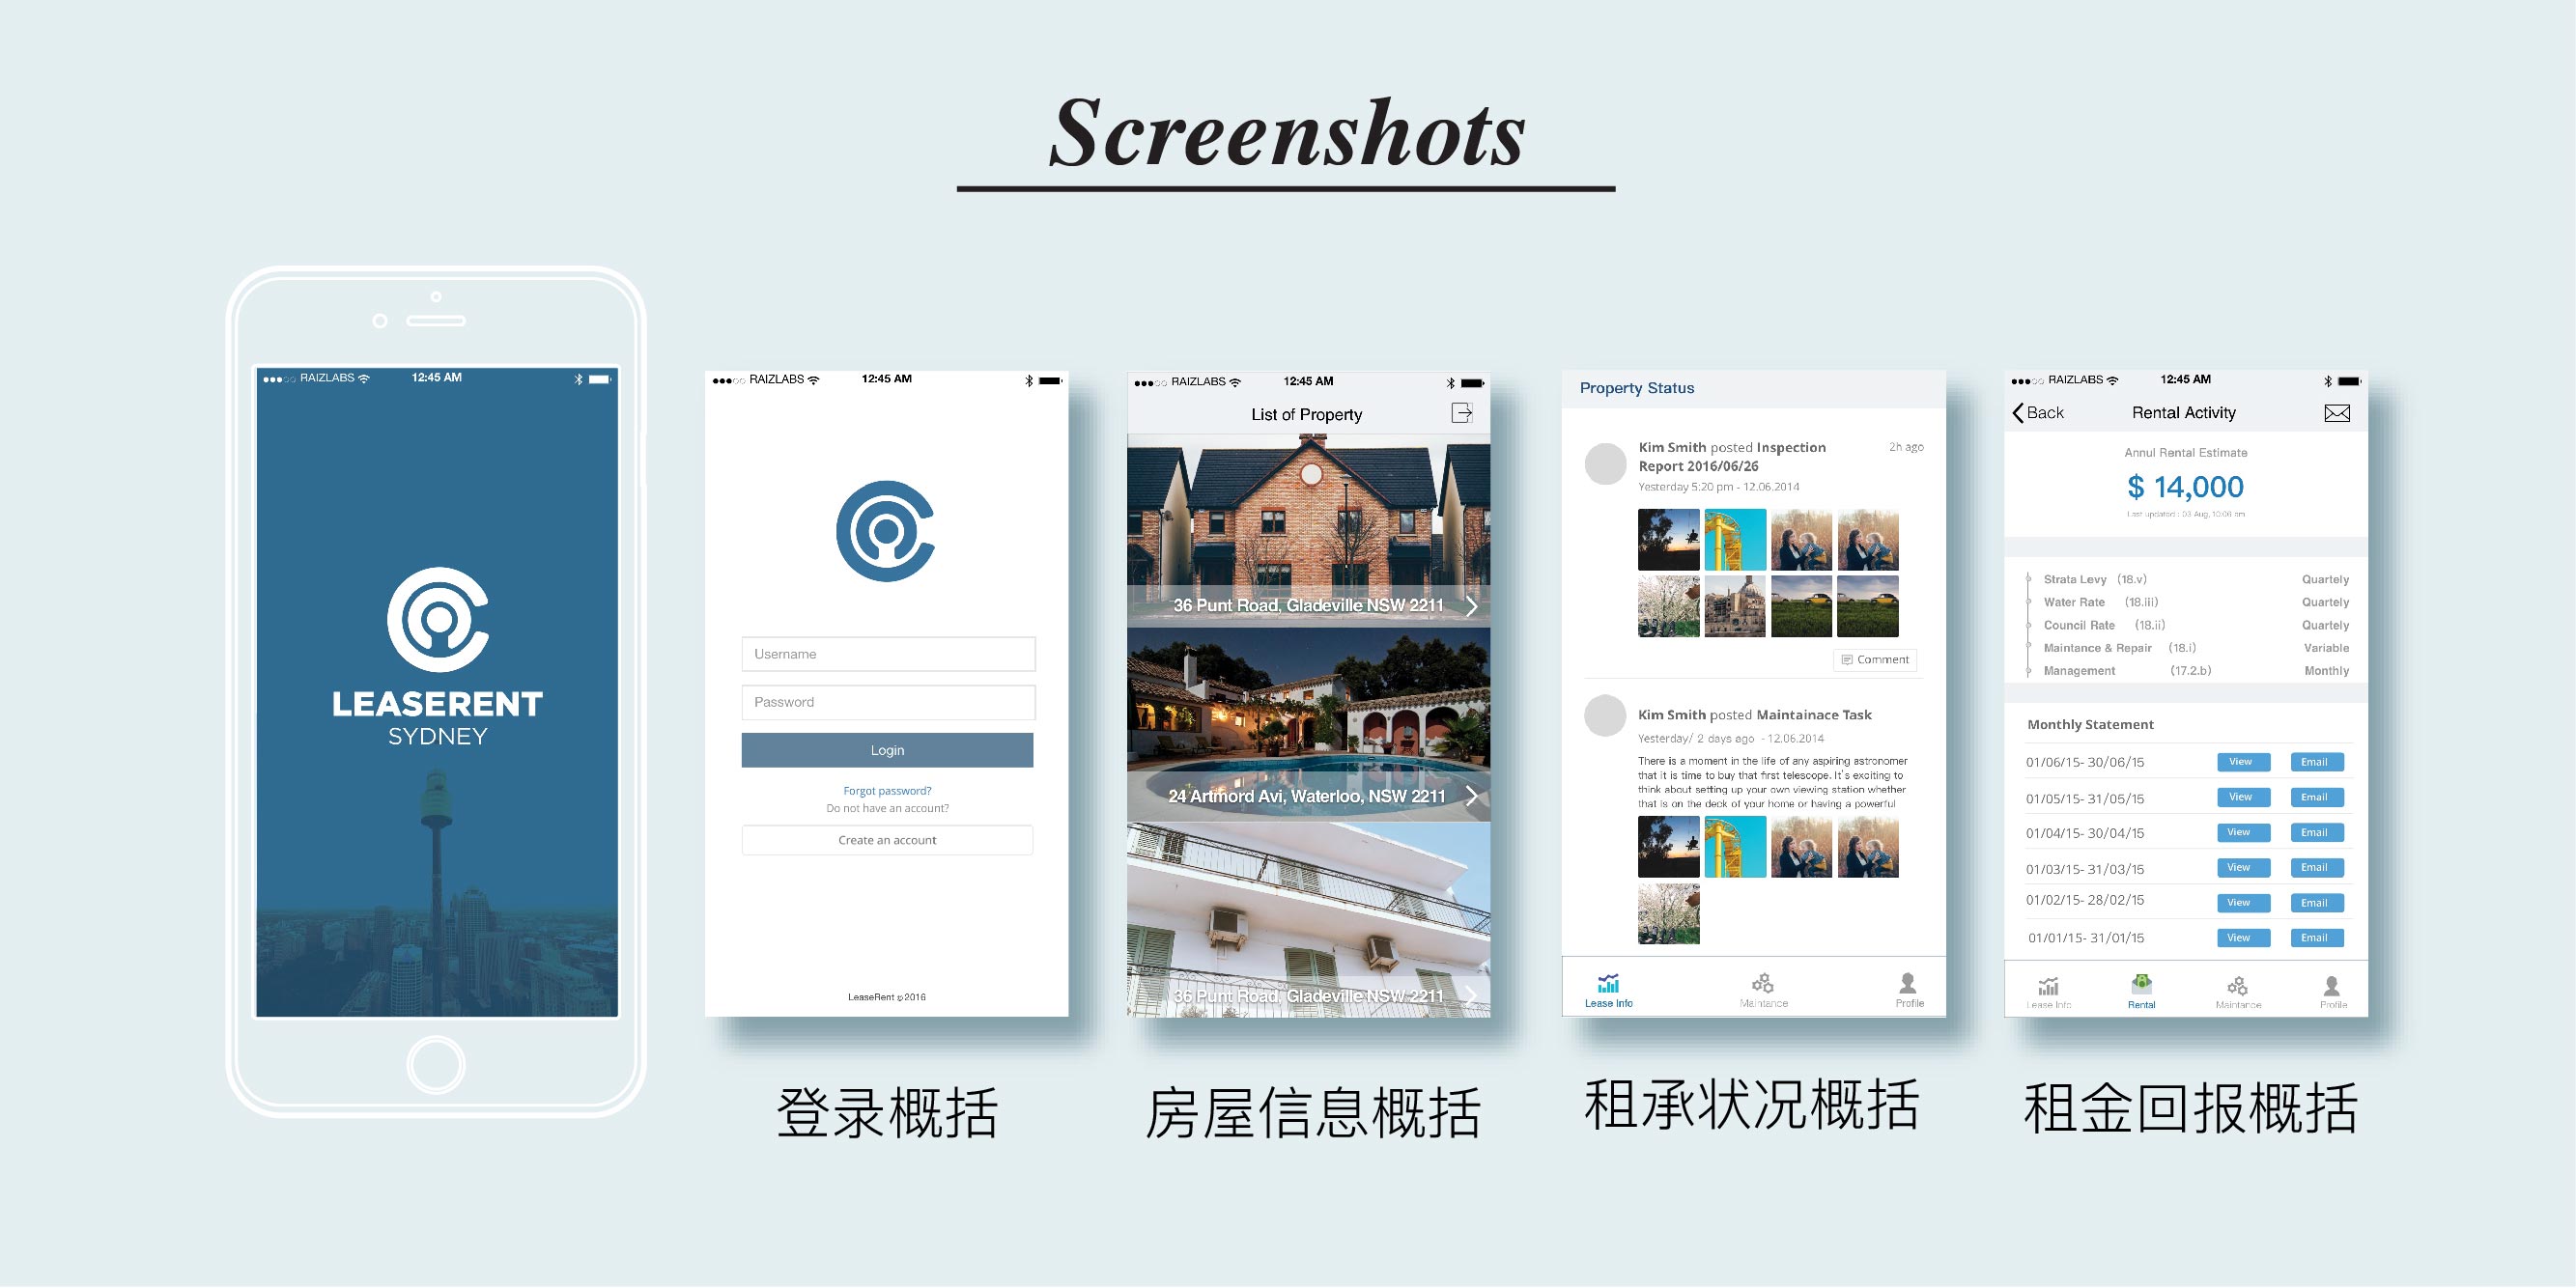 Screenshots
RAIZLABS 12:45 AM
LEASERENT
SYDNEY
RAIZLABS 12:45 AM
Username
Password
Login
Forgot password?
Do not have an account?
Create an account
LeaseRent @2016
登录概括
RAIZLABS 12:45 AM
List of Property
36 Punt Road, Gladeville NSW 2211
24 Artmord Avi, Waterloo, NSW 2211
36 Punt Road, Gladeville NSW 2211
房屋信息概括
Property Status
Kim Smith posted Inspection 2h ago
Report 2016/06/26
Yesterday 5:20 pm - 12.06.2014
Comment
Kim Smith posted Maintainace Task
Yesterday/ 2 days ago - 12.06.2014
There is a moment in the life of any aspiring astronomer
that it is time to buy that first telescope. It's exciting to
think about setting up your own viewing station whether
that is on the deck of your home or having a powerful
Lease Info Maintance Profile
租承状况概括
RAIZLABS 12:45 AM
Back Rental Activity
Annul Rental Estimate
$ 14,000
Last updated : 03 Aug, 10:00 am
Strata Levy (18.v) Quartely
Water Rate (18.iii) Quartely
Council Rate (18.ii) Quartely
Maintance & Repair (18.i) Variable
Management (17.2.b) Monthly
Monthly Statement
01/06/15- 30/06/15 View Email
01/05/15- 31/05/15 View Email
01/04/15- 30/04/15 View Email
01/03/15- 31/03/15 View Email
01/02/15- 28/02/15 View Email
01/01/15- 31/01/15 View Email
Lease Info Rental Maintance Profile
租金回报概括